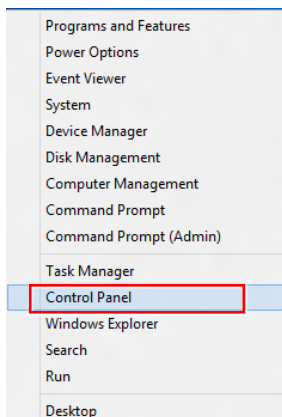 Programs and Features
Power Options
Event Viewer
System
Device Manager
Disk Management
Computer Management
Command Prompt
Command Prompt (Admin)
Task Manager
Control Panel
Windows Explorer
Search
Run
Desktop